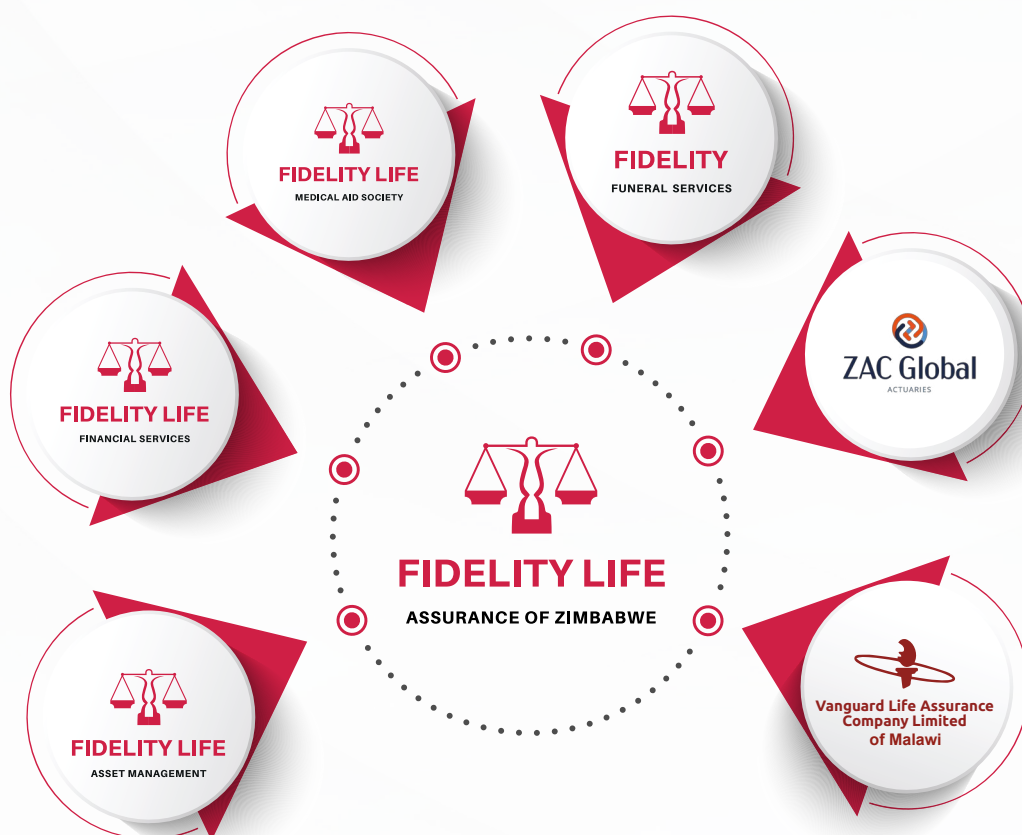 FIDELITY LIFE
MEDICAL AID SOCIETY
FIDELITY
FUNERAL SERVICES
ZAC Global
ACTUARIES
FIDELITY LIFE
FINANCIAL SERVICES
FIDELITY LIFE
ASSURANCE OF ZIMBABWE
FIDELITY LIFE
ASSET MANAGEMENT
Vanguard Life Assurance
Company Limited
of Malawi